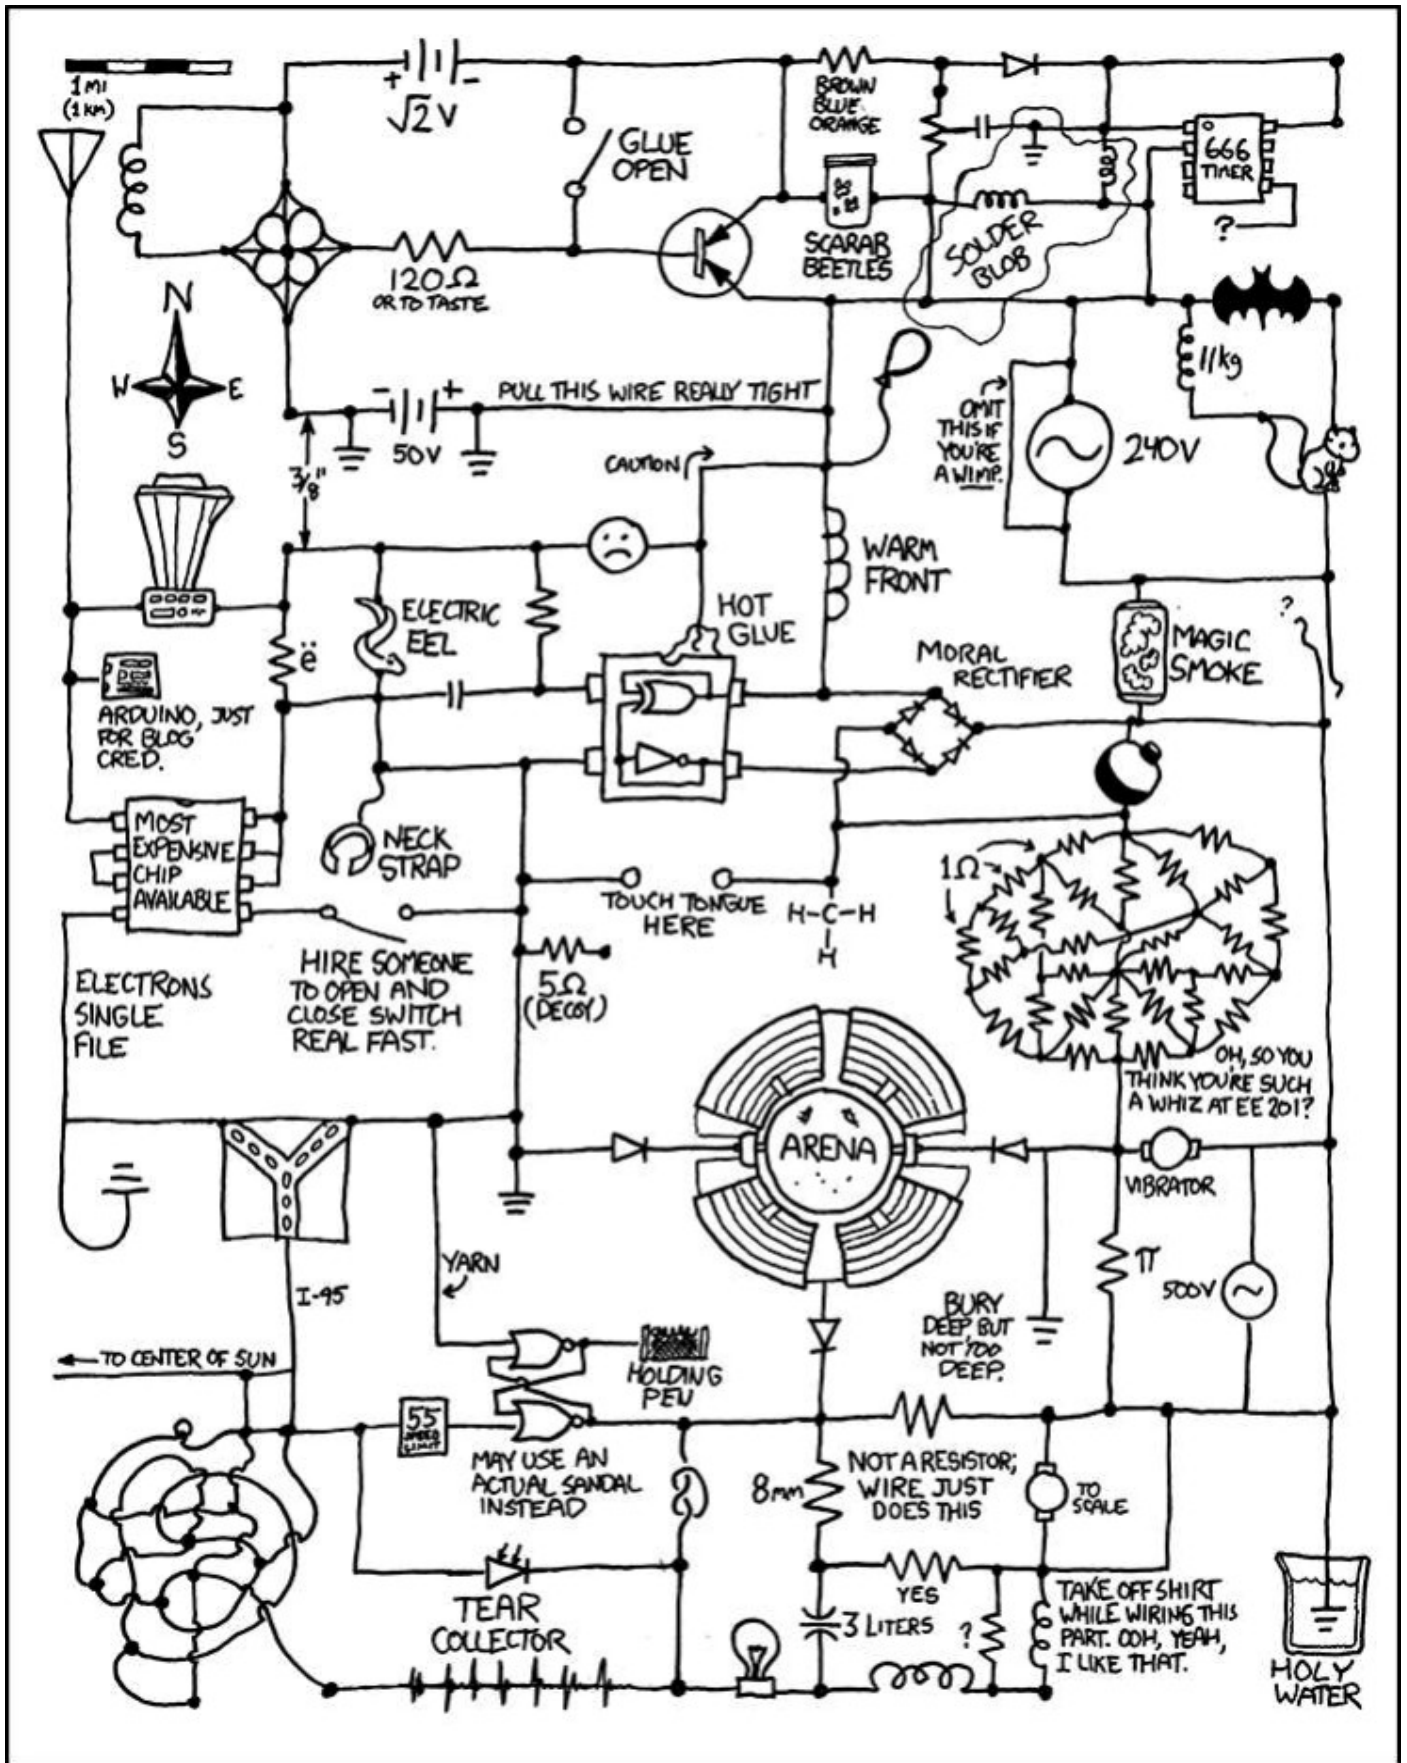 1 MI
(1 KM)
+
-
√2 V
GLUE
OPEN
BROWN
BLUE
ORANGE
666
TIMER
?
SCARAB
BEETLES
SOLDER
BLOB
120Ω
OR TO TASTE
N
W
E
S
-
+
50V
PULL THIS WIRE REALLY TIGHT
3/8"
CAUTION
OMIT
THIS IF
YOU'RE
A WIMP.
240V
11kg
WARM
FRONT
ELECTRIC
EEL
HOT
GLUE
ë
MORAL
RECTIFIER
MAGIC
SMOKE
?
ARDUINO, JUST
FOR BLOG
CRED.
MOST
EXPENSIVE
CHIP
AVAILABLE
NECK
STRAP
TOUCH TONGUE
HERE
H-C-H
H
1Ω
HIRE SOMEONE
TO OPEN AND
CLOSE SWITCH
REAL FAST.
5Ω
(DECOY)
ELECTRONS
SINGLE
FILE
OH, SO YOU
THINK YOU'RE SUCH
A WHIZ AT EE 201?
ARENA
VIBRATOR
YARN
I-95
π
500V
BURY
DEEP, BUT
NOT TOO
DEEP.
TO CENTER OF SUN
HOLDING
PEN
55
SPEED
LIMIT
MAY USE AN
ACTUAL SANDAL
INSTEAD
8mm
NOT A RESISTOR;
WIRE JUST
DOES THIS
TO
SCALE
TEAR
COLLECTOR
YES
3 LITERS
?
TAKE OFF SHIRT
WHILE WIRING THIS
PART. OOH, YEAH,
I LIKE THAT.
HOLY
WATER